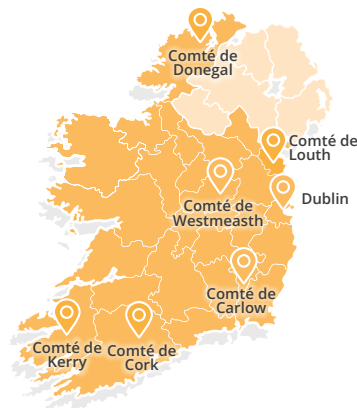 Comté de
Donegal
Comté de
Louth
Dublin
Comté de
Westmeasth
Comté de
Carlow
Comté de
Kerry
Comté de
Cork